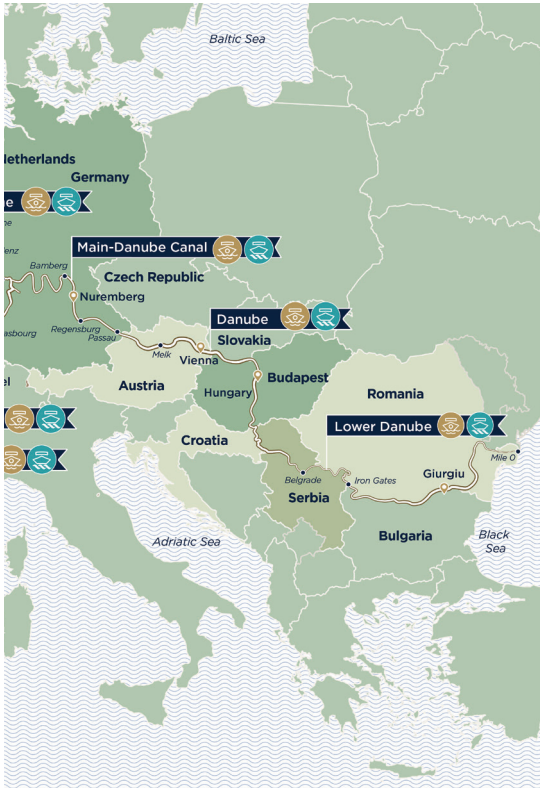 Baltic Sea
Netherlands
Germany
Main-Danube Canal
Bamberg
Czech Republic
Nuremberg
Danube
Regensburg
Passau
Slovakia
Melk
Vienna
Austria
Budapest
Hungary
Romania
Lower Danube
Croatia
Mile 0
Belgrade
Iron Gates
Giurgiu
Serbia
Bulgaria
Black
Sea
Adriatic Sea